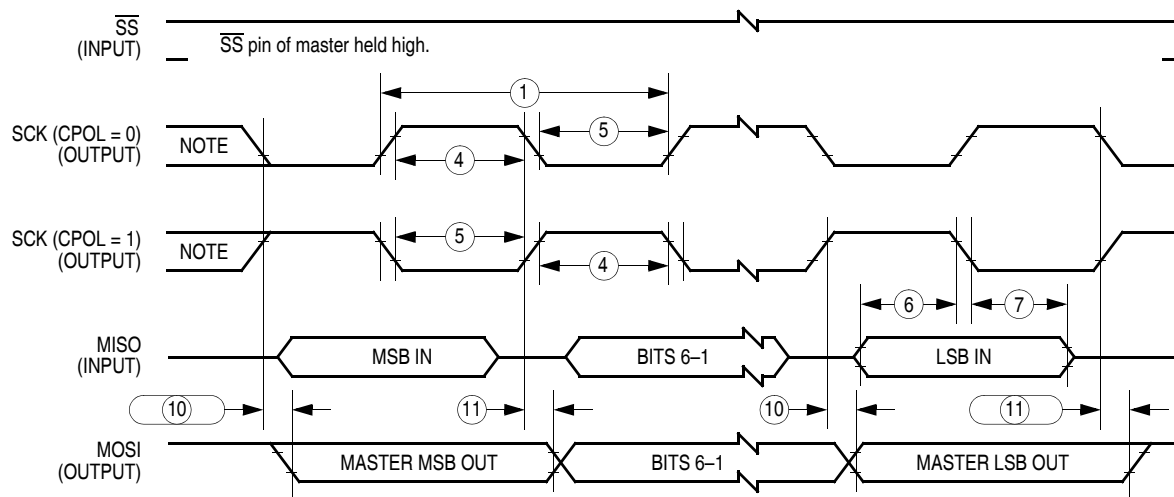 SS
(INPUT)
SS pin of master held high.
1
SCK (CPOL = 0)
(OUTPUT)
NOTE
4
5
SCK (CPOL = 1)
(OUTPUT)
NOTE
5
4
6
7
MISO
(INPUT)
MSB IN
BITS 6–1
LSB IN
10
11
10
11
MOSI
(OUTPUT)
MASTER MSB OUT
BITS 6–1
MASTER LSB OUT